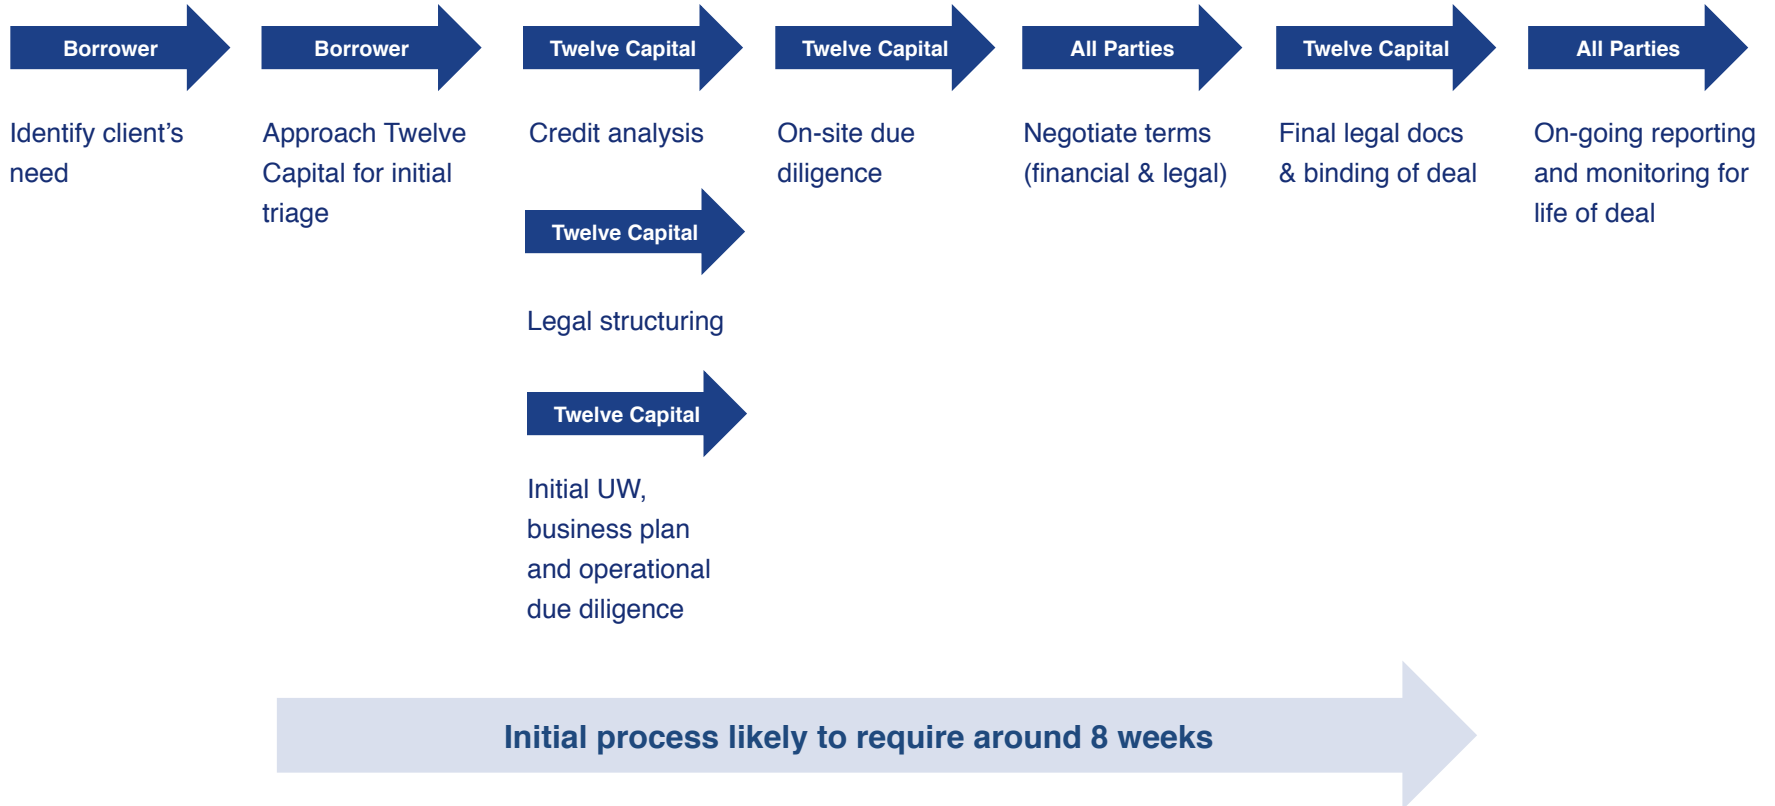 Borrower
Identify client’s
need
Borrower
Approach Twelve
Capital for initial
triage
Twelve Capital
Credit analysis
Twelve Capital
Legal structuring
Twelve Capital
Initial UW,
business plan
and operational
due diligence
Twelve Capital
On-site due
diligence
All Parties
Negotiate terms
(financial & legal)
Twelve Capital
Final legal docs
& binding of deal
All Parties
On-going reporting
and monitoring for
life of deal
Initial process likely to require around 8 weeks